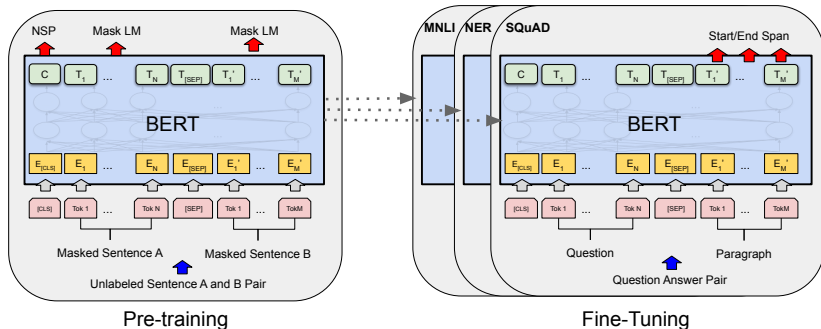 NSP Mask LM Mask LM
C T1 ... TN T[SEP] T1' ... TM'
BERT
E[CLS] E1 ... EN E[SEP] E1' ... EM'
[CLS] Tok 1 ... Tok N [SEP] Tok 1 ... TokM
Masked Sentence A Masked Sentence B
Unlabeled Sentence A and B Pair
Pre-training
MNLI NER SQuAD
Start/End Span
C T1 ... TN T[SEP] T1' ... TM'
BERT
E[CLS] E1 ... EN E[SEP] E1' ... EM'
[CLS] Tok 1 ... Tok N [SEP] Tok 1 ... TokM
Question Paragraph
Question Answer Pair
Fine-Tuning